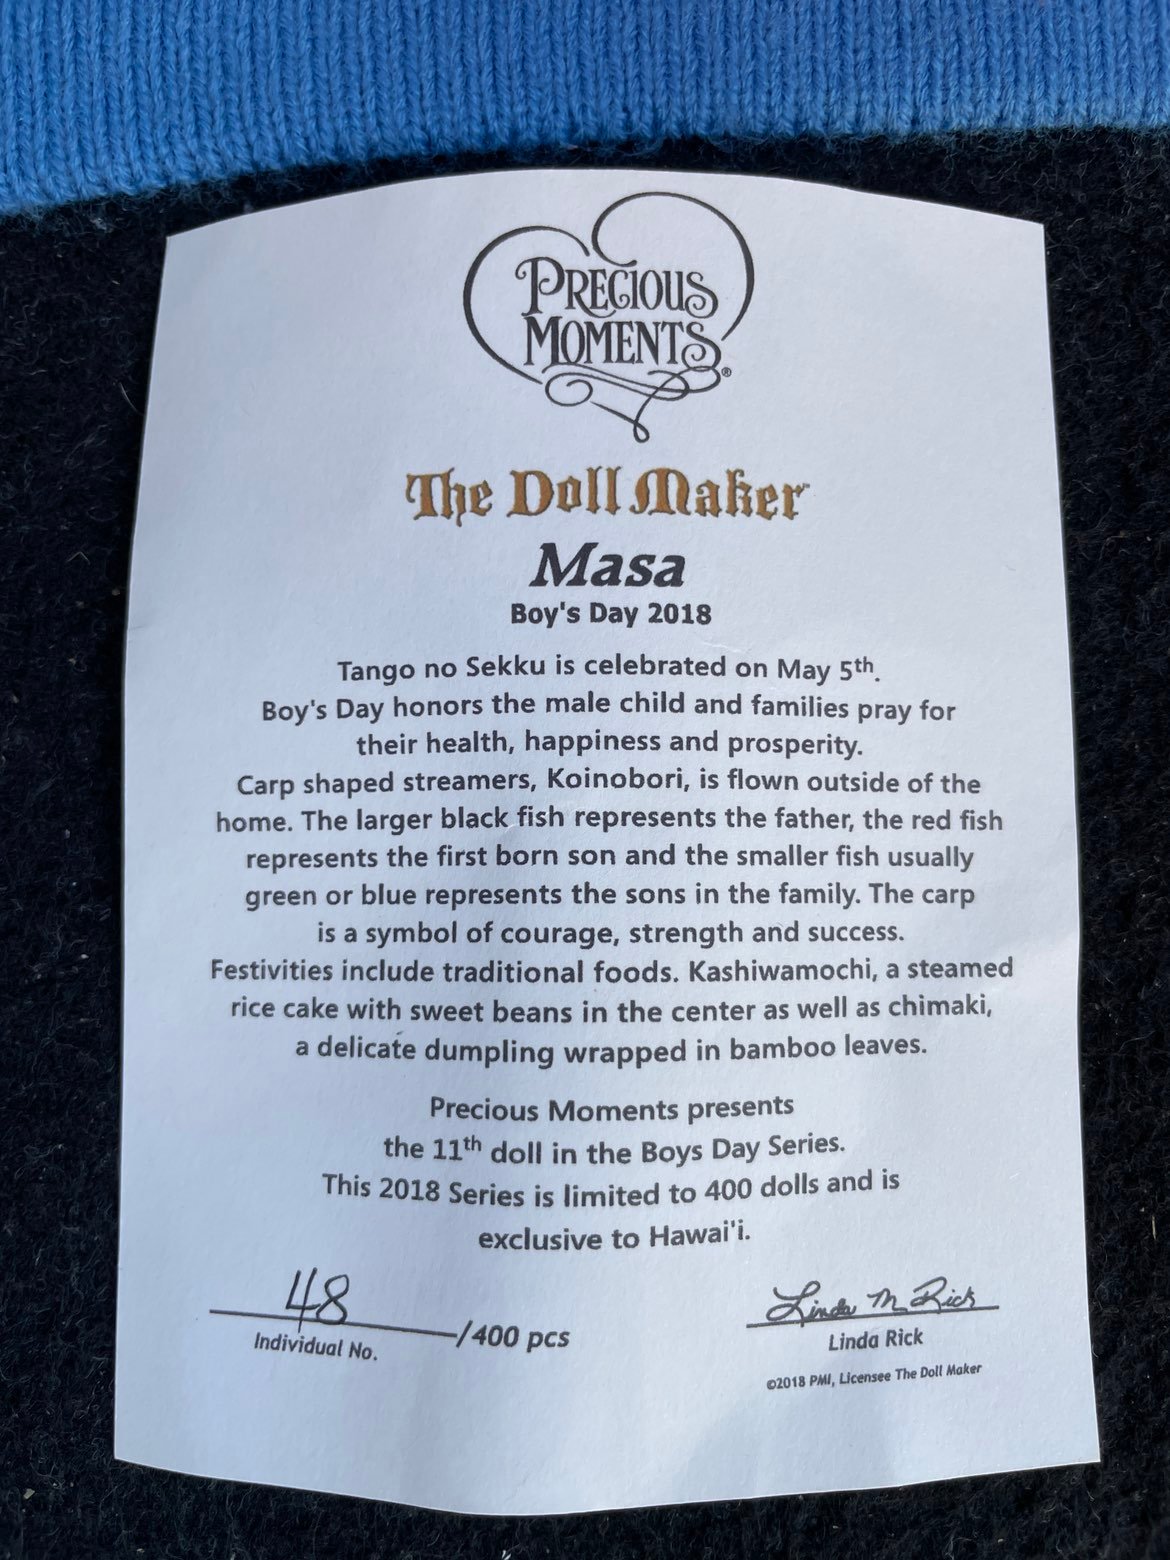 PRECIOUS
MOMENTS®
The Doll Maker™
Masa
Boy's Day 2018
Tango no Sekku is celebrated on May 5th.
Boy's Day honors the male child and families pray for
their health, happiness and prosperity.
Carp shaped streamers, Koinobori, is flown outside of the
home. The larger black fish represents the father, the red fish
represents the first born son and the smaller fish usually
green or blue represents the sons in the family. The carp
is a symbol of courage, strength and success.
Festivities include traditional foods. Kashiwamochi, a steamed
rice cake with sweet beans in the center as well as chimaki,
a delicate dumpling wrapped in bamboo leaves.
Precious Moments presents
the 11th doll in the Boys Day Series.
This 2018 Series is limited to 400 dolls and is
exclusive to Hawai'i.
48 /400 pcs
Individual No.
Linda M Rick
Linda Rick
©2018 PMI, Licensee The Doll Maker